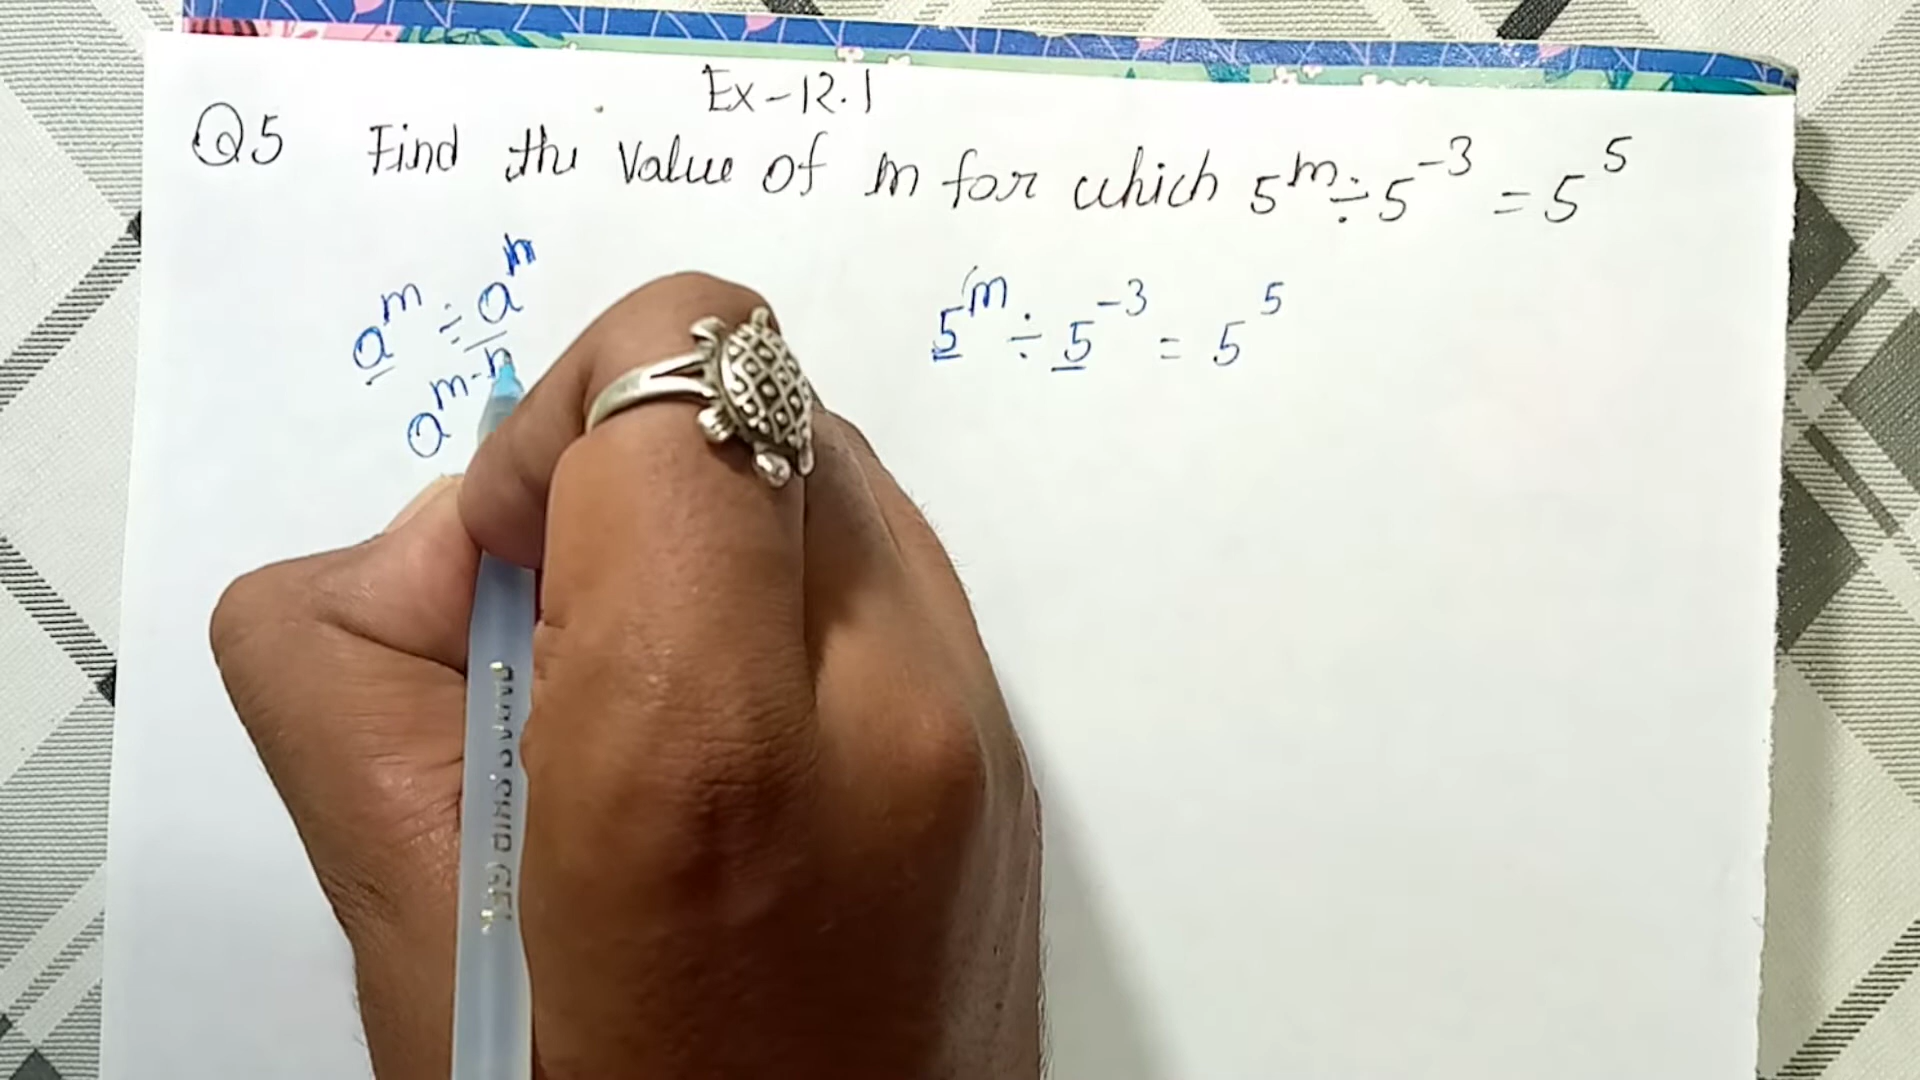 Ex-12.1
Q5 Find the Value of m for which 5^m ÷ 5^-3 = 5^5
a^m ÷ a^n
a^m-n
5^m ÷ 5^-3 = 5^5